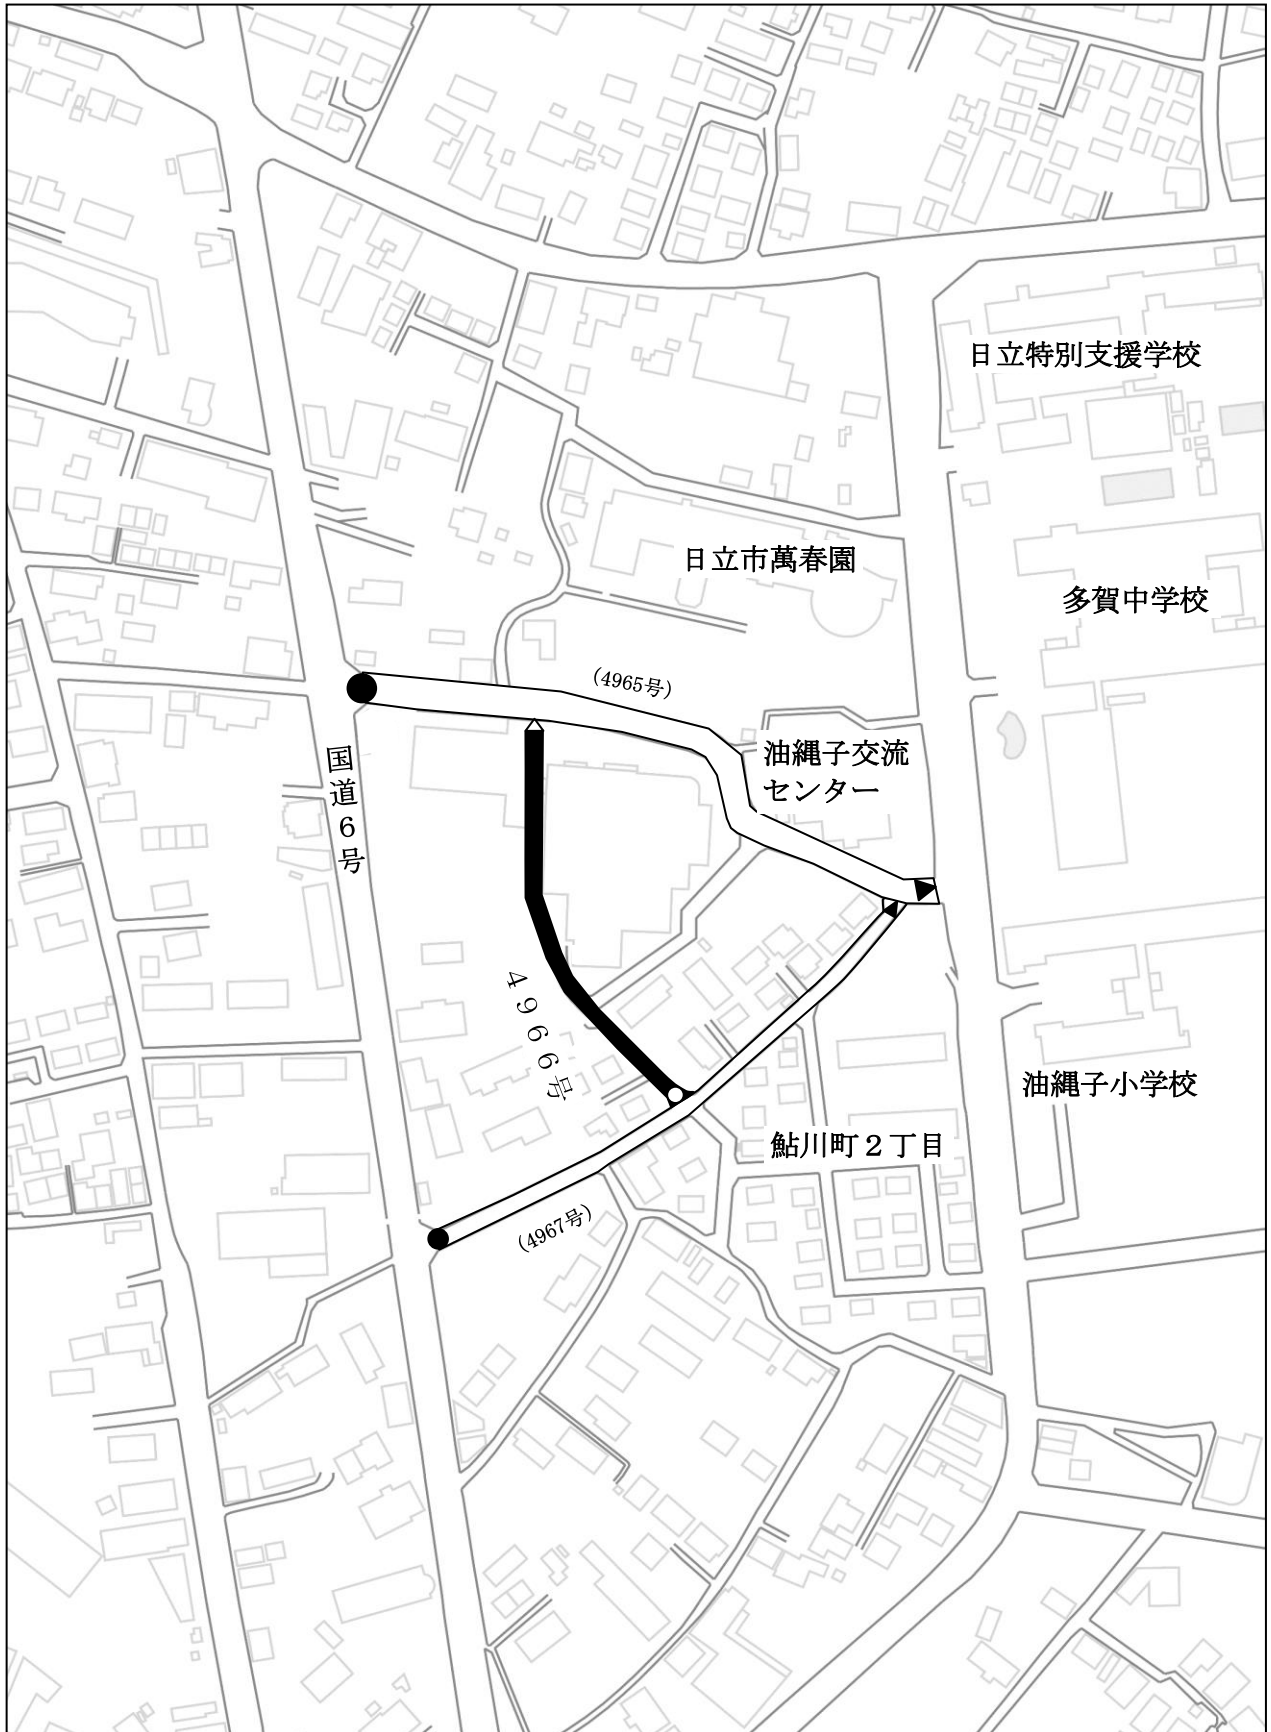 日立特別支援学校
日立市萬春園
多賀中学校
(4965号)
国道6号
油縄子交流
センター
4966号
油縄子小学校
鮎川町２丁目
(4967号)